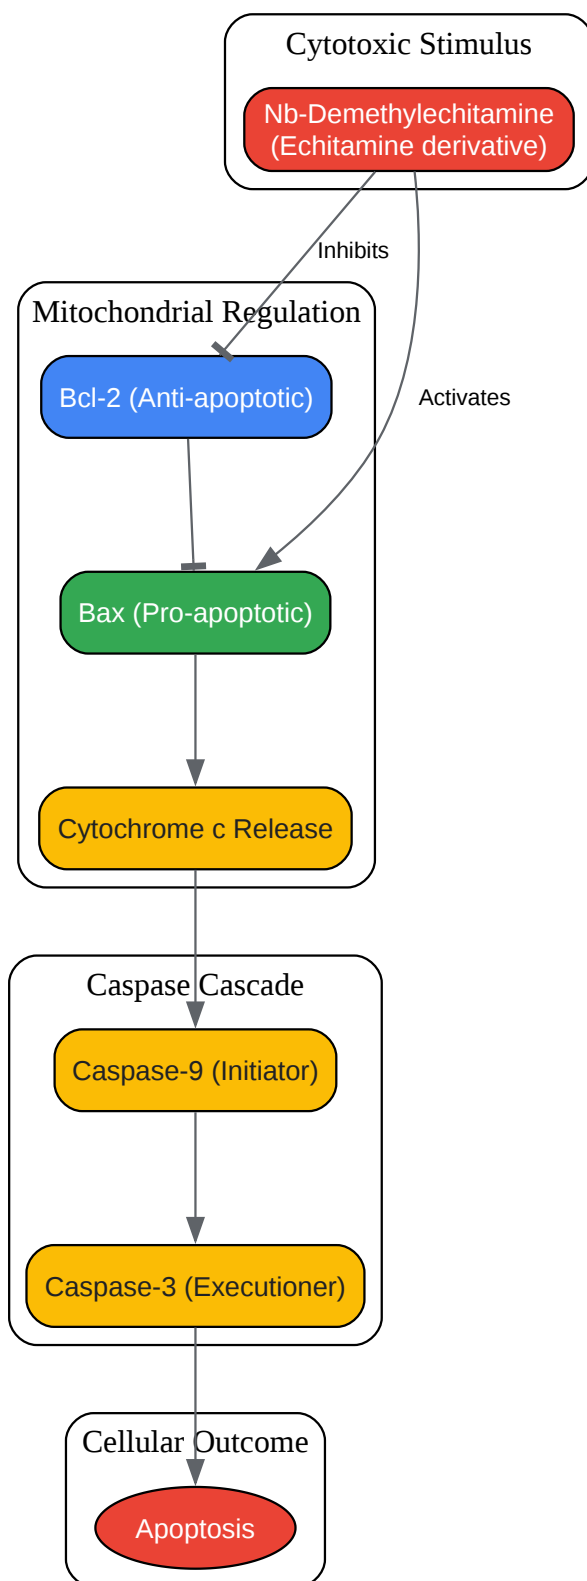 Cytotoxic Stimulus
Nb-Demethylechitamine
(Echitamine derivative)
Inhibits
Mitochondrial Regulation
Bcl-2 (Anti-apoptotic)
Activates
Bax (Pro-apoptotic)
Cytochrome c Release
Caspase Cascade
Caspase-9 (Initiator)
Caspase-3 (Executioner)
Cellular Outcome
Apoptosis